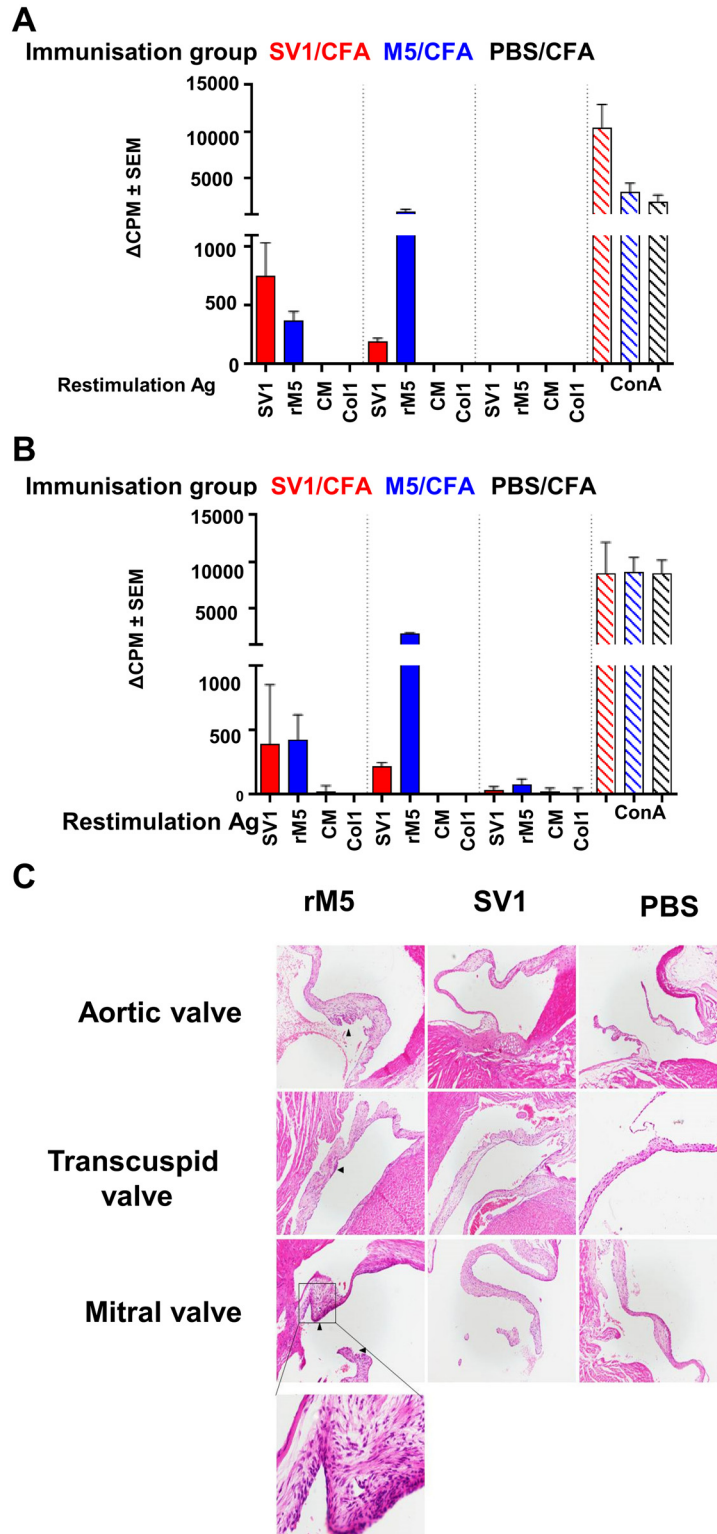 A
Immunisation group SV1/CFA M5/CFA PBS/CFA
ΔCPM ± SEM
15000
10000
5000
1000
500
0
Restimulation Ag
SV1 rM5 CM Col1 SV1 rM5 CM Col1 SV1 rM5 CM Col1 ConA
B
Immunisation group SV1/CFA M5/CFA PBS/CFA
ΔCPM ± SEM
15000
10000
5000
1000
500
0
Restimulation Ag
SV1 rM5 CM Col1 SV1 rM5 CM Col1 SV1 rM5 CM Col1 ConA
C
rM5 SV1 PBS
Aortic valve
Transcuspid
valve
Mitral valve